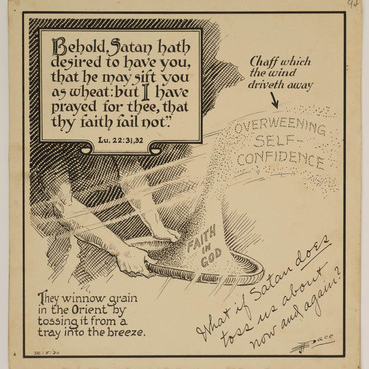 Behold, Satan hath
desired to have you,
that he may sift you
as wheat: but I have
prayed for thee, that
thy faith fail not."
Lu. 22:31,32
Chaff which
the wind
driveth away
OVERWEENING
SELF-
CONFIDENCE
FAITH
IN
GOD
They winnow grain
in the Orient by
tossing it from a
tray into the breeze.
What if Satan does
toss us about
now and again?
Pace